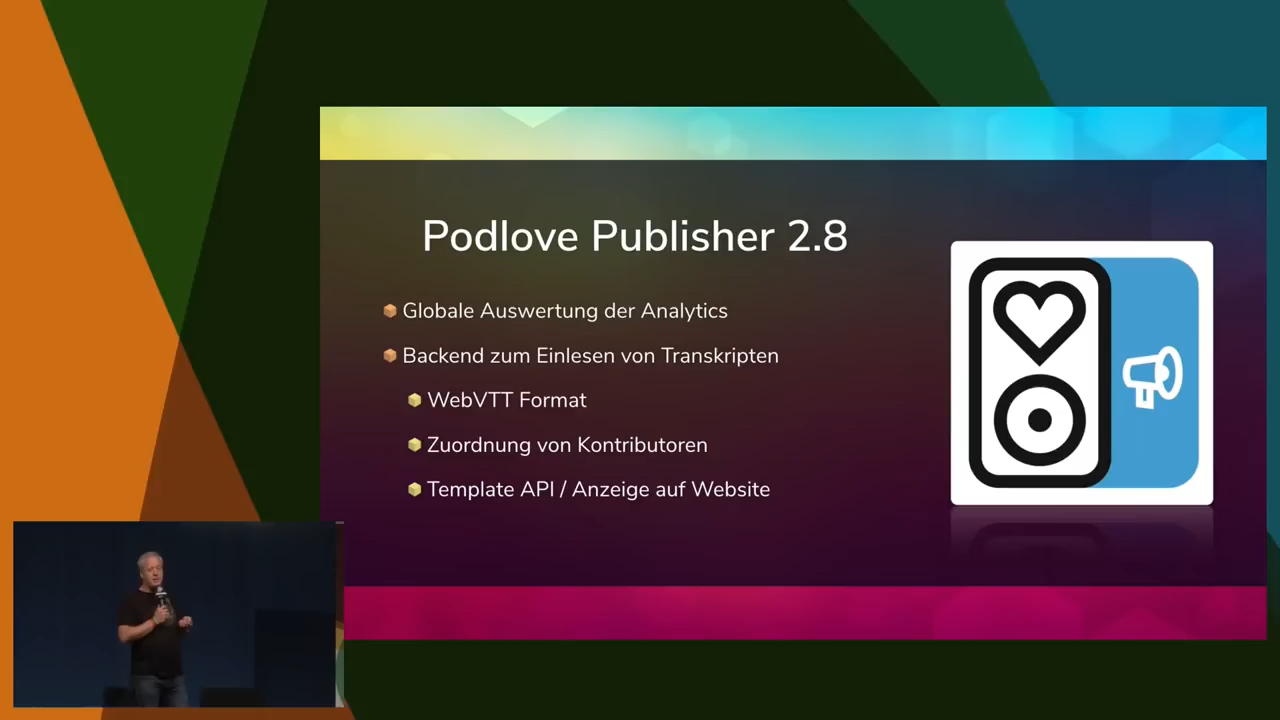 Podlove Publisher 2.8
Globale Auswertung der Analytics
Backend zum Einlesen von Transkripten
WebVTT Format
Zuordnung von Kontributoren
Template API / Anzeige auf Website